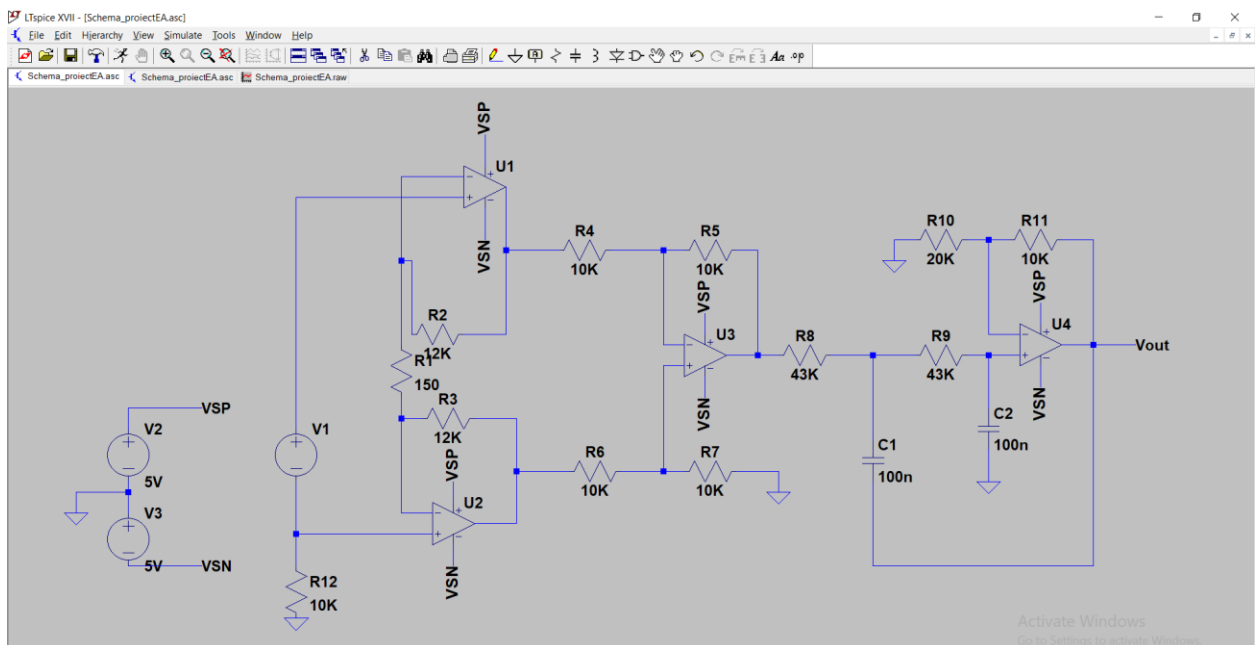 LTspice XVII - [Schema_proiectEA.asc]
File Edit Hierarchy View Simulate Tools Window Help
Schema_proiectEA.asc Schema_proiectEA.asc Schema_proiectEA.raw
VSP
U1
VSN
R4
10K
R5
10K
R10
20K
R11
10K
R2
12K
R1
150
R3
12K
VSP
U3
VSN
R8
43K
R9
43K
VSP
U4
VSN
Vout
VSP
V2
5V
V3
5V
VSN
V1
VSP
U2
VSN
R6
10K
R7
10K
C1
100n
C2
100n
R12
10K
Activate Windows
Go to Settings to activate Windows.